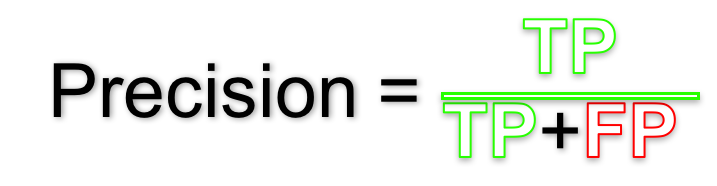 Precision = TP
TP+FP